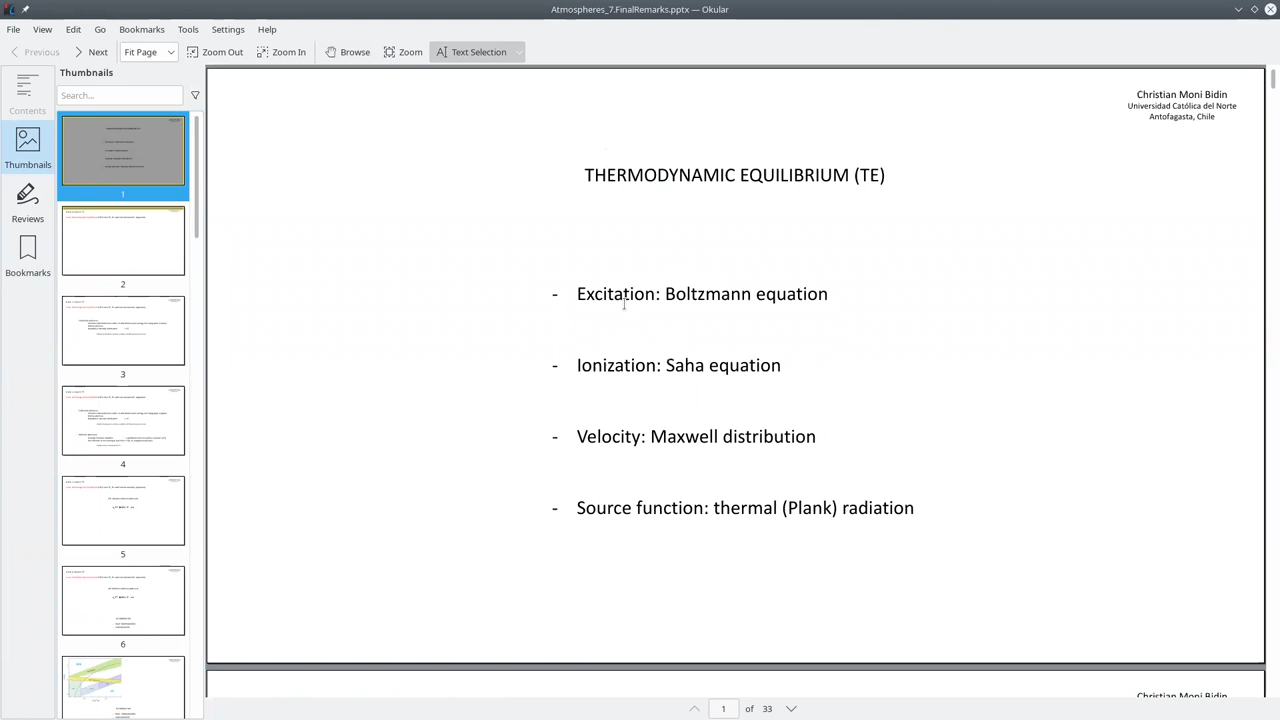 Atmospheres_7.FinalRemarks.pptx — Okular
File View Edit Go Bookmarks Tools Settings Help
Previous Next Fit Page Zoom Out Zoom In Browse Zoom Text Selection
Contents
Thumbnails
Reviews
Bookmarks
Thumbnails
Search...
1
2
3
4
5
6
Christian Moni Bidin
Universidad Católica del Norte
Antofagasta, Chile
THERMODYNAMIC EQUILIBRIUM (TE)
- Excitation: Boltzmann equation
- Ionization: Saha equation
- Velocity: Maxwell distribution
- Source function: thermal (Plank) radiation
Christian Moni Bidin
1 of 33